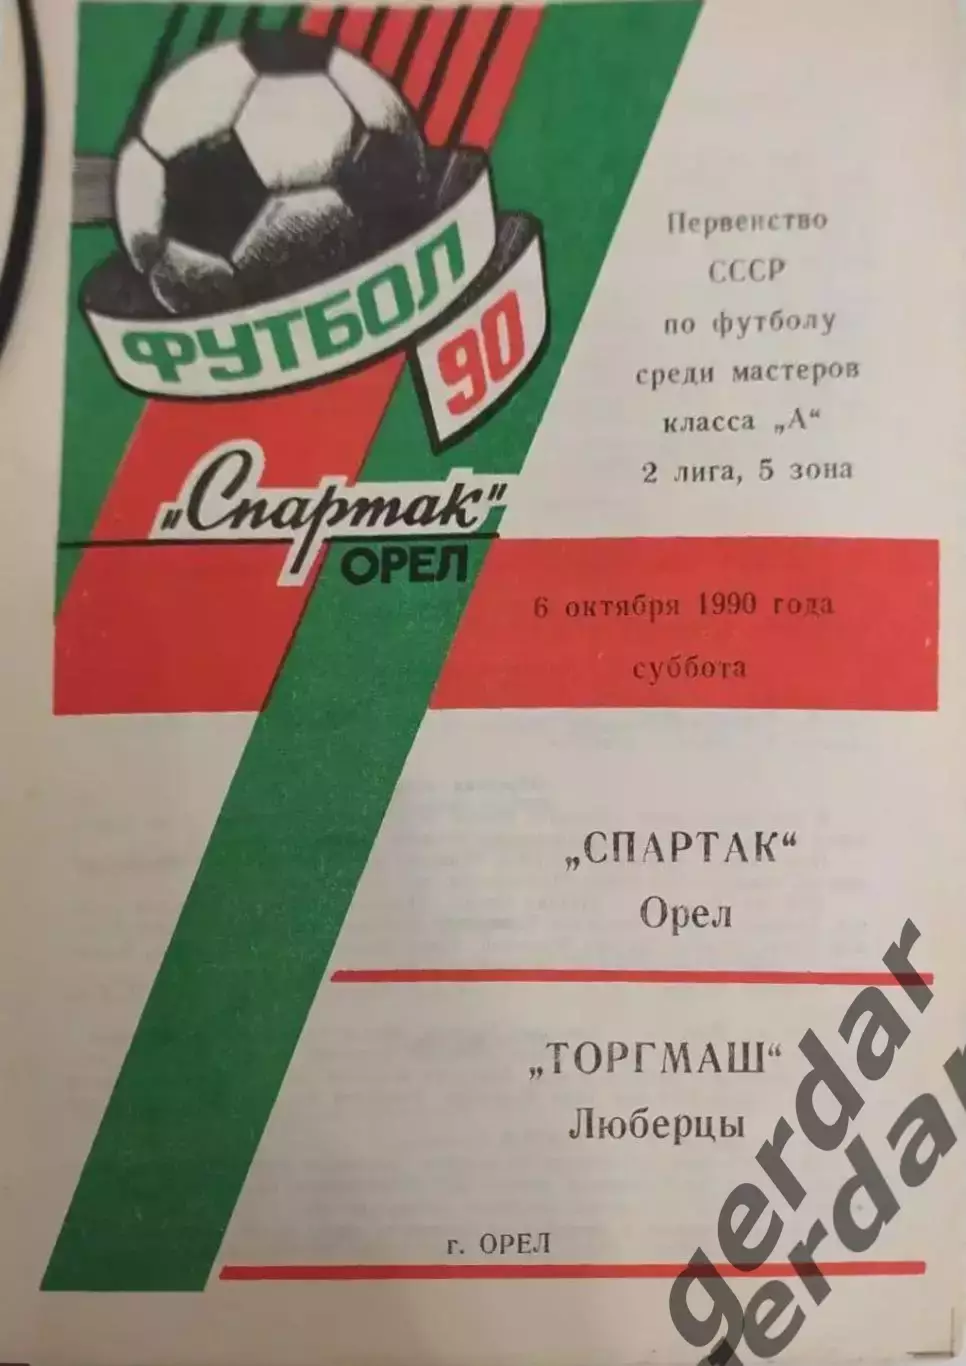 ФУТБОЛ
90
„Спартак"
ОРЕЛ
Первенство
СССР
по футболу
среди мастеров
класса „А“
2 лига, 5 зона
6 октября 1990 года
суббота
„СПАРТАК“
Орел
„ТОРГМАШ“
Люберцы
г. ОРЕЛ
gerdar
gerdar